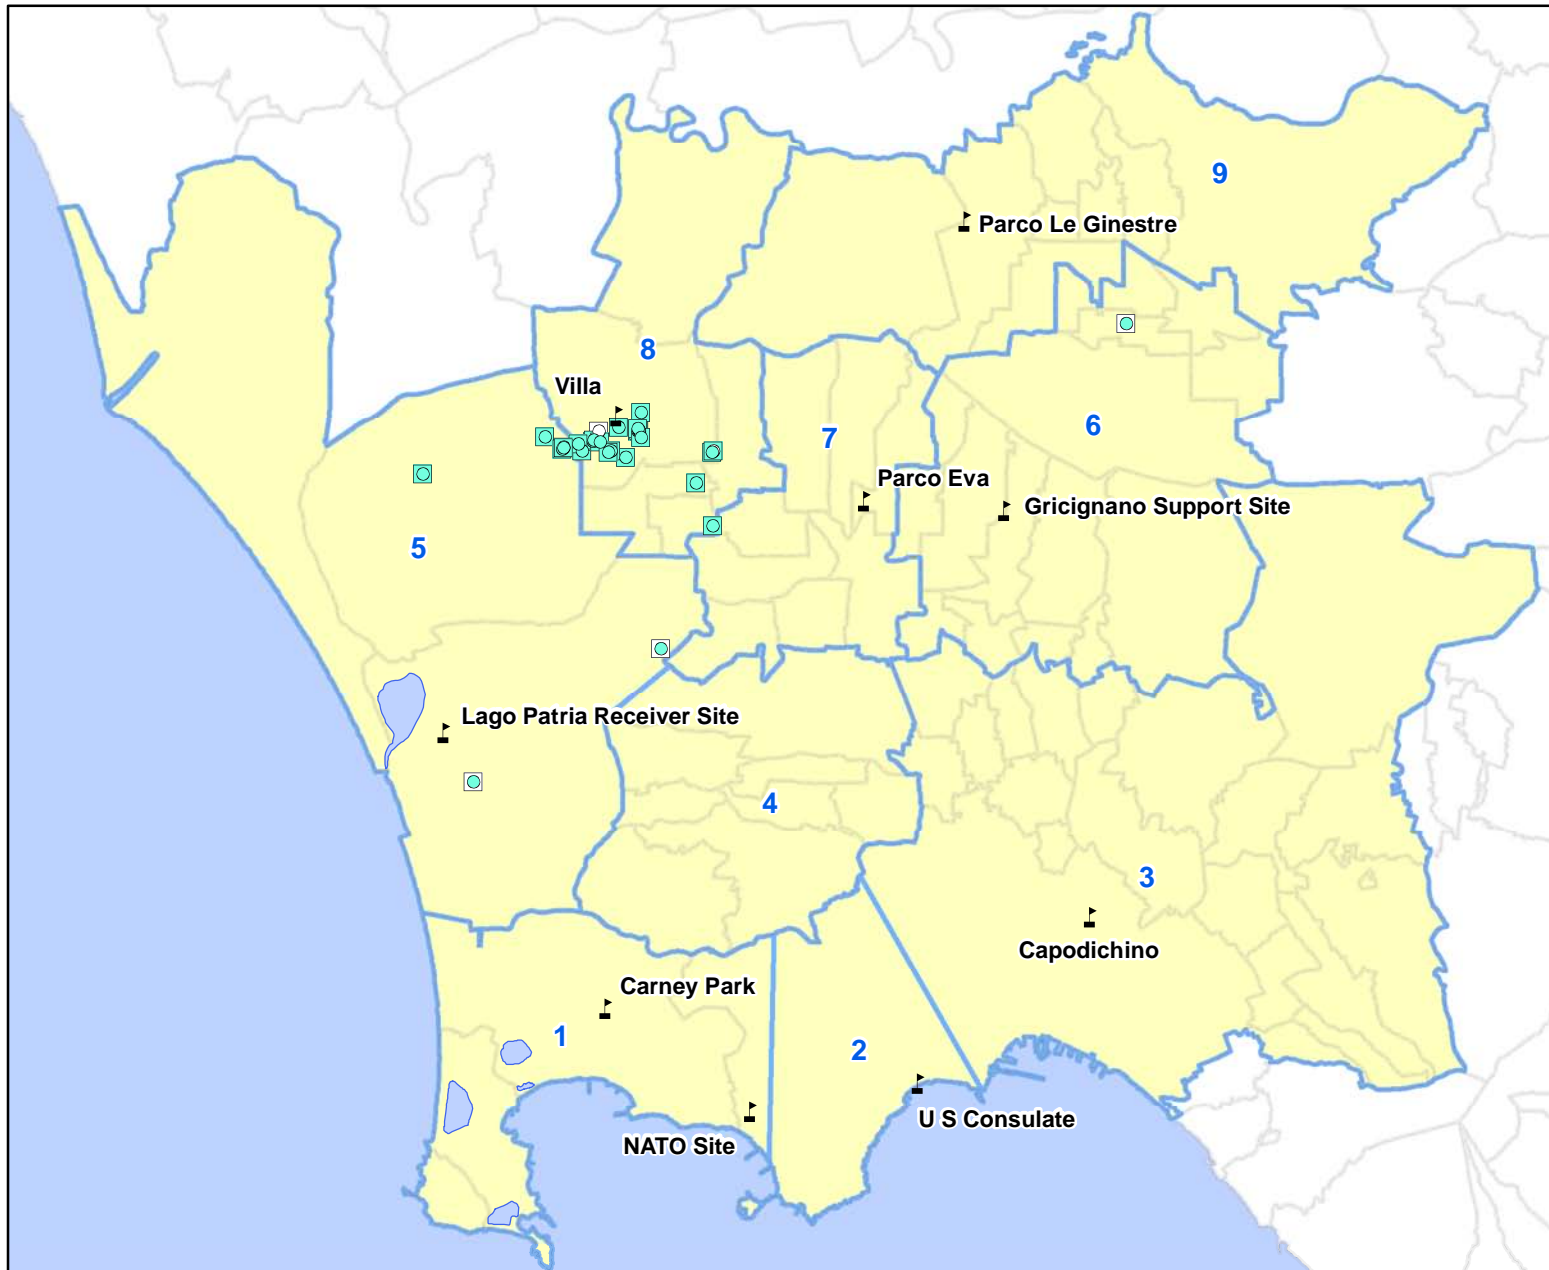 9
Parco Le Ginestre
8
Villa
6
7
Parco Eva
Gricignano Support Site
5
Lago Patria Receiver Site
4
3
Capodichino
Carney Park
1
2
U S Consulate
NATO Site